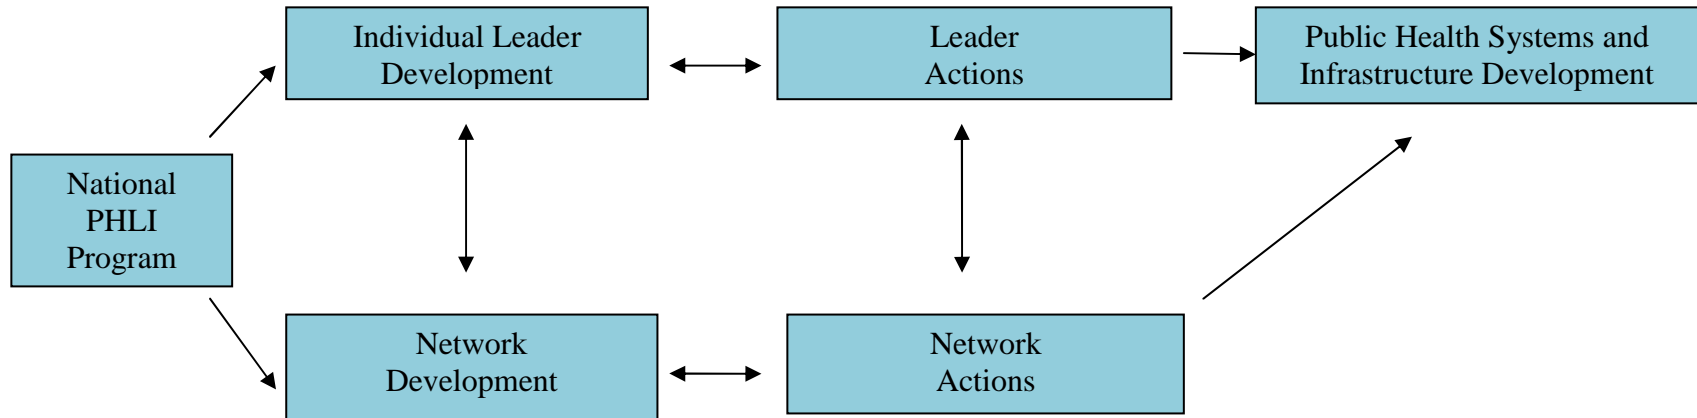 Individual Leader
Development
Leader
Actions
Public Health Systems and
Infrastructure Development
National
PHLI
Program
Network
Development
Network
Actions